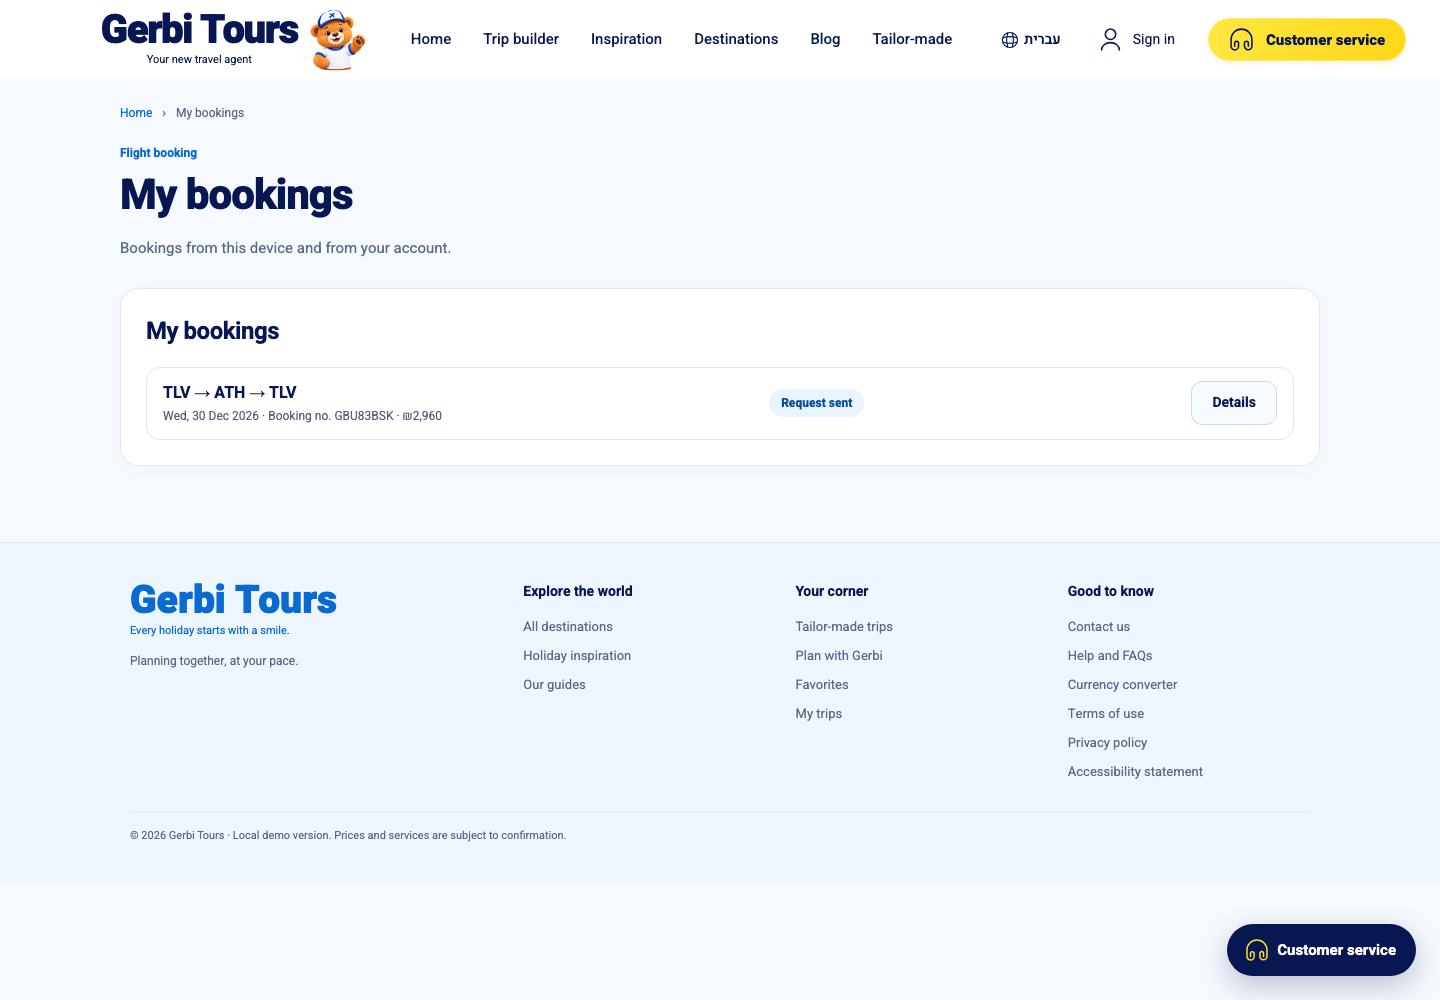 Gerbi Tours
Your new travel agent
Home
Trip builder
Inspiration
Destinations
Blog
Tailor-made
עברית
Sign in
Customer service
Home › My bookings
Flight booking
My bookings
Bookings from this device and from your account.
My bookings
TLV → ATH → TLV
Wed, 30 Dec 2026 · Booking no. GBU83BSK · ₪2,960
Request sent
Details
Gerbi Tours
Every holiday starts with a smile.
Planning together, at your pace.
Explore the world
All destinations
Holiday inspiration
Our guides
Your corner
Tailor-made trips
Plan with Gerbi
Favorites
My trips
Good to know
Contact us
Help and FAQs
Currency converter
Terms of use
Privacy policy
Accessibility statement
© 2026 Gerbi Tours · Local demo version. Prices and services are subject to confirmation.
Customer service